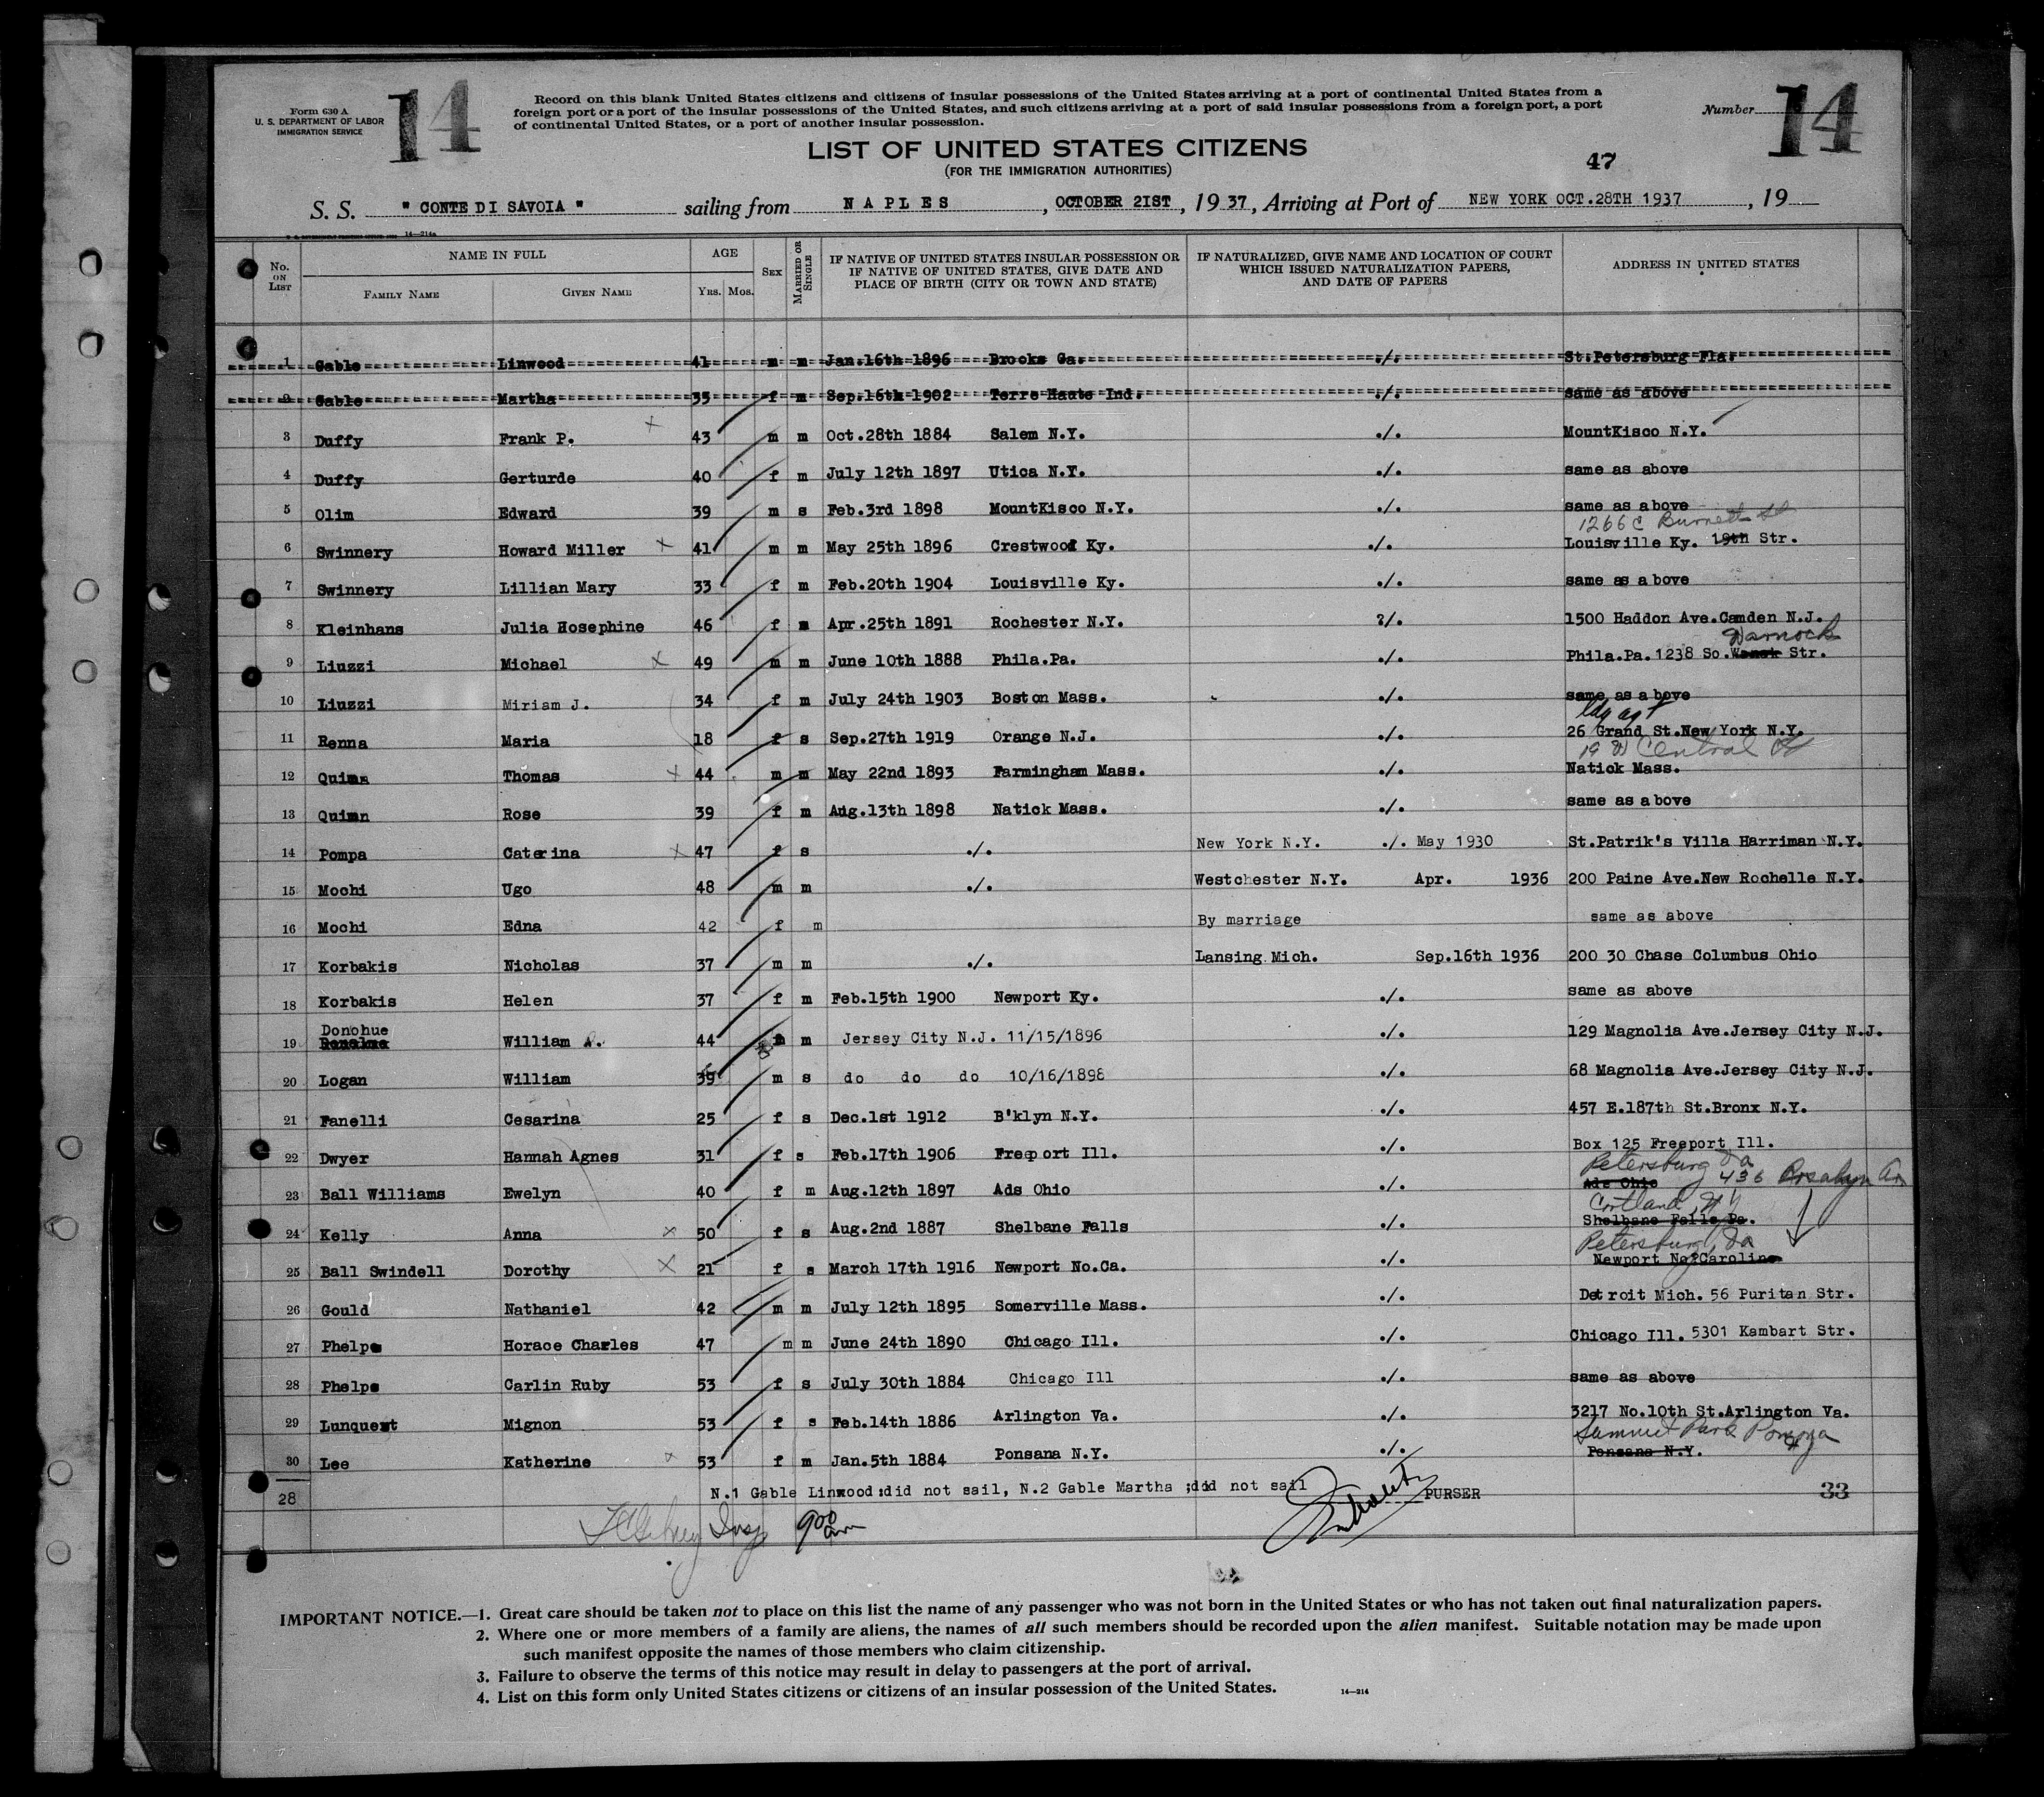 Form 630 A
U. S. DEPARTMENT OF LABOR
IMMIGRATION SERVICE
14
Record on this blank United States citizens and citizens of insular possessions of the United States arriving at a port of continental United States from a
foreign port or a port of the insular possessions of the United States, and such citizens arriving at a port of said insular possessions from a foreign port, a port
of continental United States, or a port of another insular possession.
Number 14
LIST OF UNITED STATES CITIZENS
(FOR THE IMMIGRATION AUTHORITIES)
47
S. S. " CONTE DI SAVOIA " sailing from NAPLES, OCTOBER 21ST, 1937, Arriving at Port of NEW YORK OCT.28TH 1937, 19
14—214a
No. ON LIST NAME IN FULL FAMILY NAME GIVEN NAME AGE Yrs. Mos. SEX MARRIED OR SINGLE IF NATIVE OF UNITED STATES INSULAR POSSESSION OR IF NATIVE OF UNITED STATES, GIVE DATE AND PLACE OF BIRTH (CITY OR TOWN AND STATE) IF NATURALIZED, GIVE NAME AND LOCATION OF COURT WHICH ISSUED NATURALIZATION PAPERS, AND DATE OF PAPERS ADDRESS IN UNITED STATES
1 Gable Linwood 41 m m Jan.16th 1896 Brooks Ga. ./. St.Petersburg Fla.
2 Gable Martha 35 f m Sep.16th 1902 Terre Haute Ind. ./. same as above
3 Duffy Frank P. x 43 m m Oct.28th 1884 Salem N.Y. ./. MountKisco N.Y.
4 Duffy Gerturde 40 f m July 12th 1897 Utica N.Y. ./. same as above
5 Olim Edward 39 m s Feb.3rd 1898 MountKisco N.Y. ./. same as above
1266
6 Swinnery Howard Miller x 41 m m May 25th 1896 Crestwood Ky. ./. Louisville Ky. 19th Str.
7 Swinnery Lillian Mary 33 f m Feb.20th 1904 Louisville Ky. ./. same as above
8 Kleinhans Julia Hosephine 46 f Apr.25th 1891 Rochester N.Y. ?/. 1500 Haddon Ave.Camden N.J.
Warnock
9 Liuzzi Michael x 49 m m June 10th 1888 Phila.Pa. ./. Phila.Pa. 1238 So. Str.
10 Liuzzi Miriam J. 34 f m July 24th 1903 Boston Mass. ./. same as above
11 Renna Maria 18 f s Sep.27th 1919 Orange N.J. ./. 26 Grand St.New York N.Y.
19 W Central St
12 Quinn Thomas x 44 m m May 22nd 1893 Farmingham Mass. ./. Natick Mass.
13 Quinn Rose 39 f m Aug.13th 1898 Natick Mass. ./. same as above
14 Pompa Caterina x 47 f s ./. New York N.Y. ./. May 1930 St.Patrik's Villa Harriman N.Y.
15 Mochi Ugo 48 m m ./. Westchester N.Y. Apr. 1936 200 Paine Ave.New Rochelle N.Y.
16 Mochi Edna 42 f m By marriage same as above
17 Korbakis Nicholas 37 m m ./. Lansing Mich. Sep.16th 1936 200 30 Chase Columbus Ohio
18 Korbakis Helen 37 f m Feb.15th 1900 Newport Ky. ./. same as above
Donohue
19 William A. 44 m m Jersey City N.J. 11/15/1896 ./. 129 Magnolia Ave.Jersey City N.J.
20 Logan William 39 m s do do do 10/16/1898 ./. 68 Magnolia Ave.Jersey City N.J.
21 Fanelli Cesarina 25 f s Dec.1st 1912 B'klyn N.Y. ./. 457 E.187th St.Bronx N.Y.
22 Dwyer Hannah Agnes 31 f s Feb.17th 1906 Freeport Ill. ./. Box 125 Freeport Ill.
Petersburg Va
23 Ball Williams Ewelyn 40 f m Aug.12th 1897 Ads Ohio ./. Ads Ohio 436
Cortland, N.Y
24 Kelly Anna x 50 f s Aug.2nd 1887 Shelbane Falls ./. Shelbane Falls Pa.
Petersburg, Va
25 Ball Swindell Dorothy x 21 f s March 17th 1916 Newport No.Ca. ./. Newport No?Caroline
26 Gould Nathaniel 42 m m July 12th 1895 Somerville Mass. ./. Detroit Mich. 56 Puritan Str.
27 Phelps Horace Charles 47 m m June 24th 1890 Chicago Ill. ./. Chicago Ill. 5301 Kambart Str.
28 Phelps Carlin Ruby 53 f s July 30th 1884 Chicago Ill ./. same as above
29 Lunquest Mignon 53 f s Feb.14th 1886 Arlington Va. ./. 3217 No.10th St.Arlington Va.
Summit Park Pomona
30 Lee Katherine x 53 f m Jan.5th 1884 Ponsana N.Y. ./. Ponsana N.Y.
28 N.1 Gable Linwood :did not sail, N.2 Gable Martha ;did not sail PURSER 33
Insp 9 00 am
IMPORTANT NOTICE.—1. Great care should be taken not to place on this list the name of any passenger who was not born in the United States or who has not taken out final naturalization papers.
2. Where one or more members of a family are aliens, the names of all such members should be recorded upon the alien manifest. Suitable notation may be made upon
such manifest opposite the names of those members who claim citizenship.
3. Failure to observe the terms of this notice may result in delay to passengers at the port of arrival.
4. List on this form only United States citizens or citizens of an insular possession of the United States.
14—214